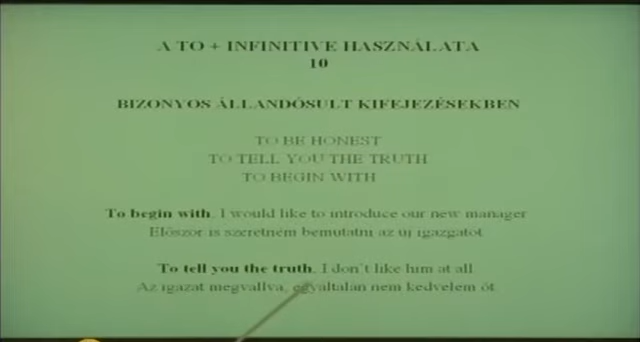 A TO + INFINITIVE HASZNÁLATA
10
BIZONYOS ÁLLANDÓSULT KIFEJEZÉSEKBEN
TO BE HONEST
TO TELL YOU THE TRUTH
TO BEGIN WITH
To begin with, I would like to introduce our new manager
Először is szeretném bemutatni az új igazgatót
To tell you the truth, I don't like him at all
Az igazat megvallva, egyáltalán nem kedvelem őt